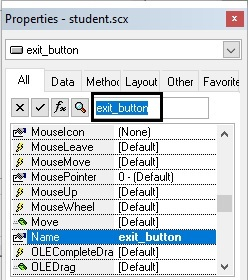 Properties - student.scx
exit_button
All Data Methoc Layout Other Favorite
fx exit_button
MouseIcon (None)
MouseLeave [Default]
MouseMove [Default]
MousePointer 0 - (Default)
MouseUp [Default]
MouseWheel [Default]
Move [Default]
Name exit_button
OLECompleteDra [Default]
OLEDrag [Default]